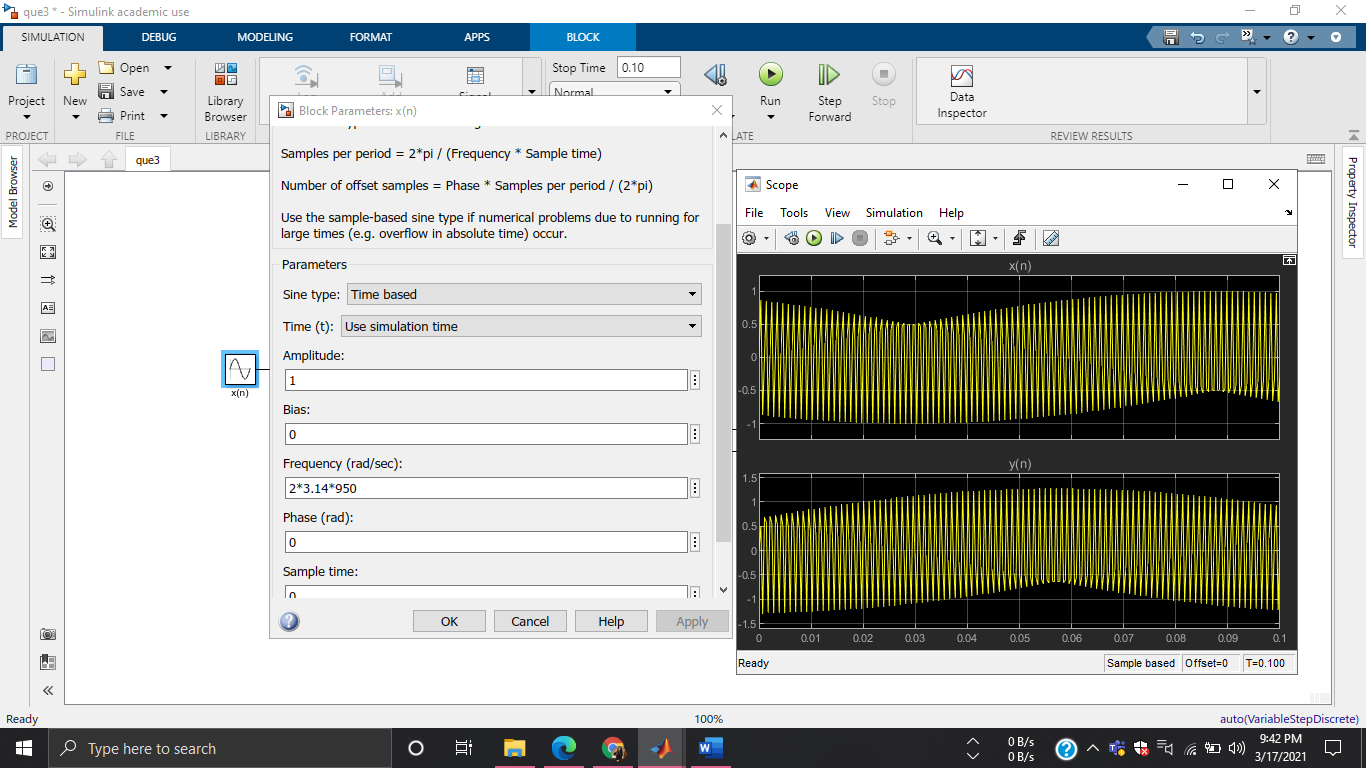 que3 * - Simulink academic use
SIMULATION DEBUG MODELING FORMAT APPS BLOCK
Project
New
Open
Save
Print
Library
Browser
Stop Time 0.10
Normal
Run
Step
Forward
Stop
Data
Inspector
PROJECT FILE LIBRARY REVIEW RESULTS
que3
Model Browser
Property Inspector
x(n)
Block Parameters: x(n)
Samples per period = 2*pi / (Frequency * Sample time)
Number of offset samples = Phase * Samples per period / (2*pi)
Use the sample-based sine type if numerical problems due to running for
large times (e.g. overflow in absolute time) occur.
Parameters
Sine type: Time based
Time (t): Use simulation time
Amplitude:
1
Bias:
0
Frequency (rad/sec):
2*3.14*950
Phase (rad):
0
Sample time:
0
OK Cancel Help Apply
Scope
File Tools View Simulation Help
x(n)
1
0.5
0
-0.5
-1
y(n)
1.5
1
0.5
0
-0.5
-1
-1.5
0 0.01 0.02 0.03 0.04 0.05 0.06 0.07 0.08 0.09 0.1
Ready Sample based Offset=0 T=0.100
Ready 100% auto(VariableStepDiscrete)
Type here to search
0 B/s
0 B/s
9:42 PM
3/17/2021